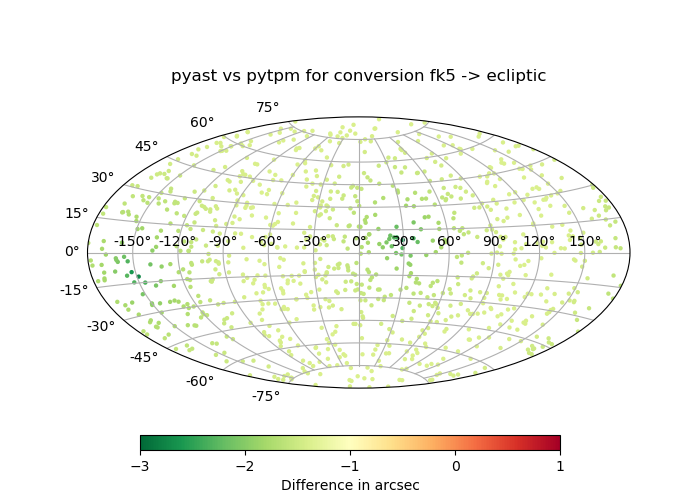 pyast vs pytpm for conversion fk5 -> ecliptic
75°
60°
45°
30°
15°
0°
-150° -120° -90° -60° -30° 0° 30° 60° 90° 120° 150°
-15°
-30°
-45°
-60°
-75°
−3 −2 −1 0 1
Difference in arcsec